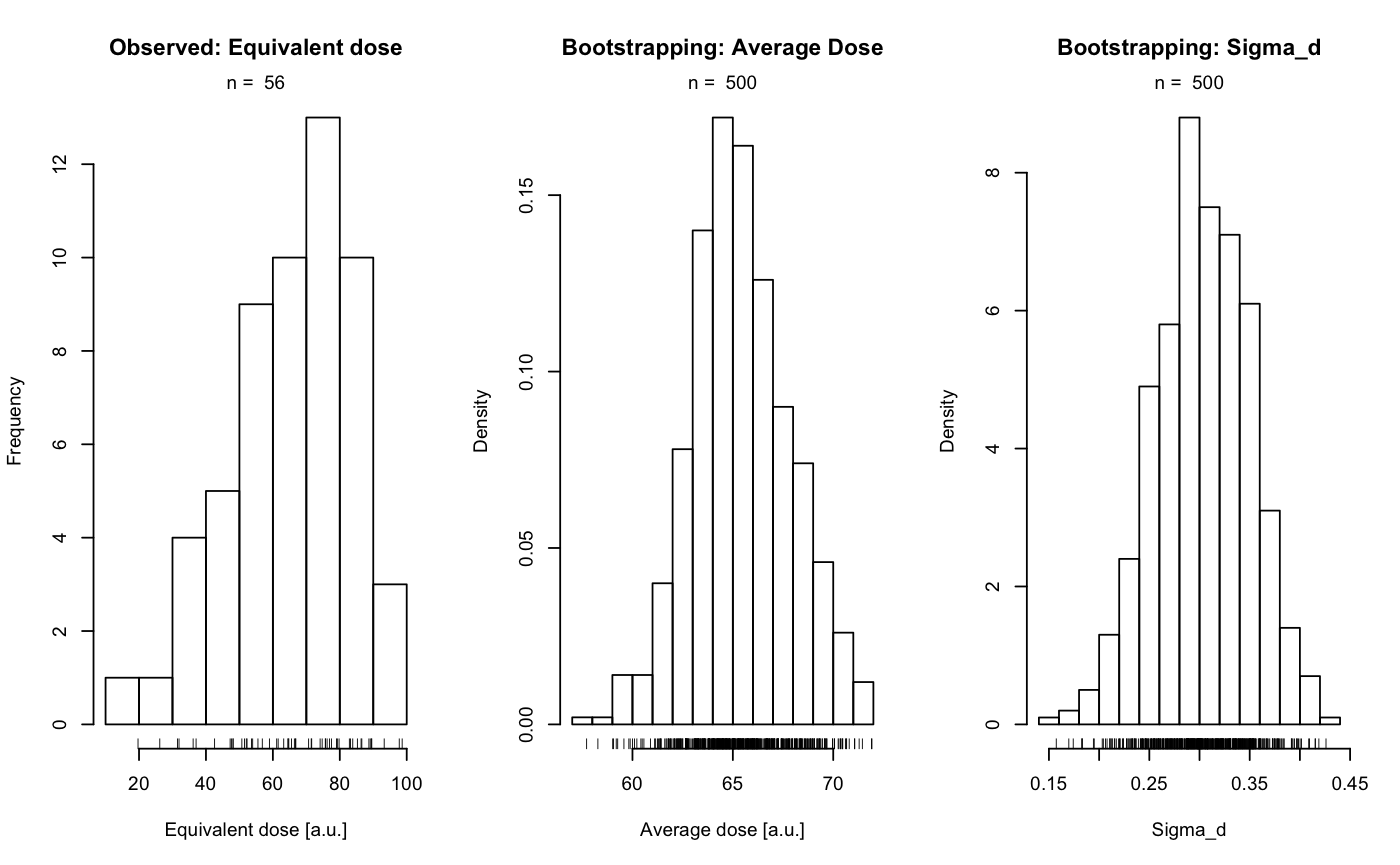 Observed: Equivalent dose
n =  56
Frequency
0
2
4
6
8
10
12
20
40
60
80
100
Equivalent dose [a.u.]
Bootstrapping: Average Dose
n =  500
Density
0.00
0.05
0.10
0.15
60
65
70
Average dose [a.u.]
Bootstrapping: Sigma_d
n =  500
Density
0
2
4
6
8
0.15
0.25
0.35
0.45
Sigma_d